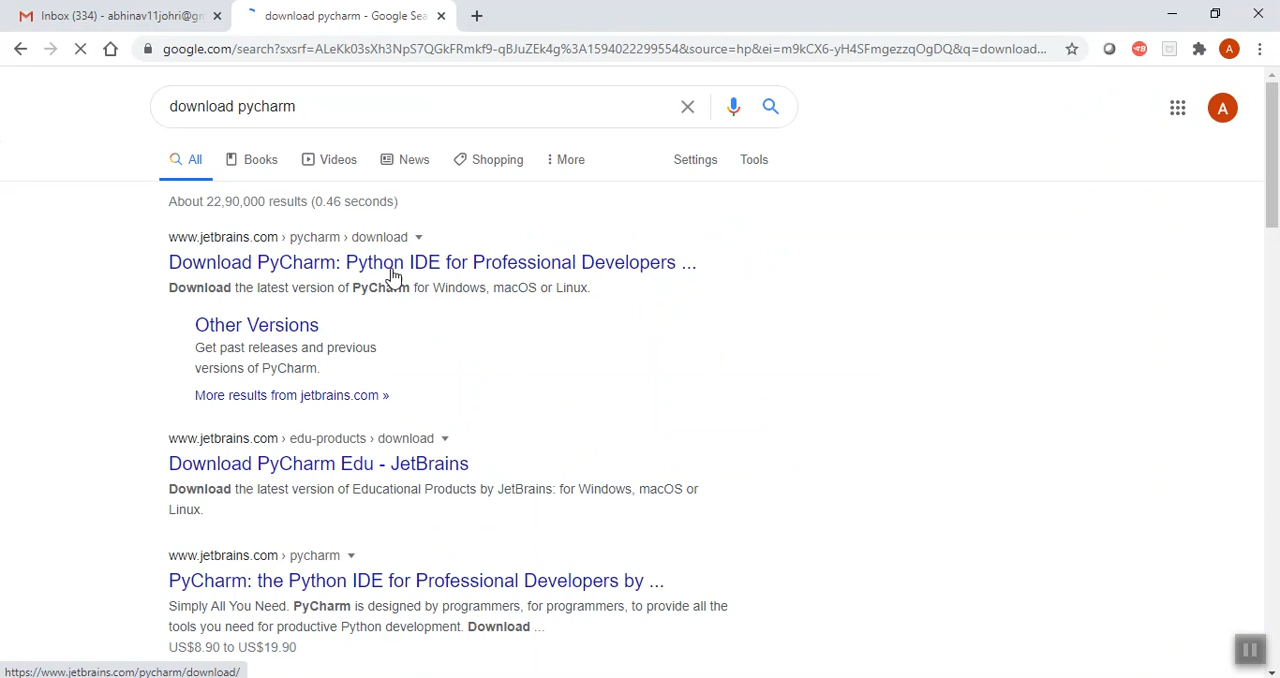 Inbox (334) - abhinav11johri@g
download pycharm - Google Sea
google.com/search?sxsrf=ALeKk03sXh3NpS7QGkFRmkf9-qBJuZEk4g%3A1594022299554&source=hp&ei=m9kCX6-yH4SFmgezzqOgDQ&q=download...
A
download pycharm
A
All
Books
Videos
News
Shopping
More
Settings
Tools
About 22,90,000 results (0.46 seconds)
www.jetbrains.com › pycharm › download
Download PyCharm: Python IDE for Professional Developers ...
Download the latest version of PyCharm for Windows, macOS or Linux.
Other Versions
Get past releases and previous
versions of PyCharm.
More results from jetbrains.com »
www.jetbrains.com › edu-products › download
Download PyCharm Edu - JetBrains
Download the latest version of Educational Products by JetBrains: for Windows, macOS or
Linux.
www.jetbrains.com › pycharm
PyCharm: the Python IDE for Professional Developers by ...
Simply All You Need. PyCharm is designed by programmers, for programmers, to provide all the
tools you need for productive Python development. Download ...
US$8.90 to US$19.90
https://www.jetbrains.com/pycharm/download/